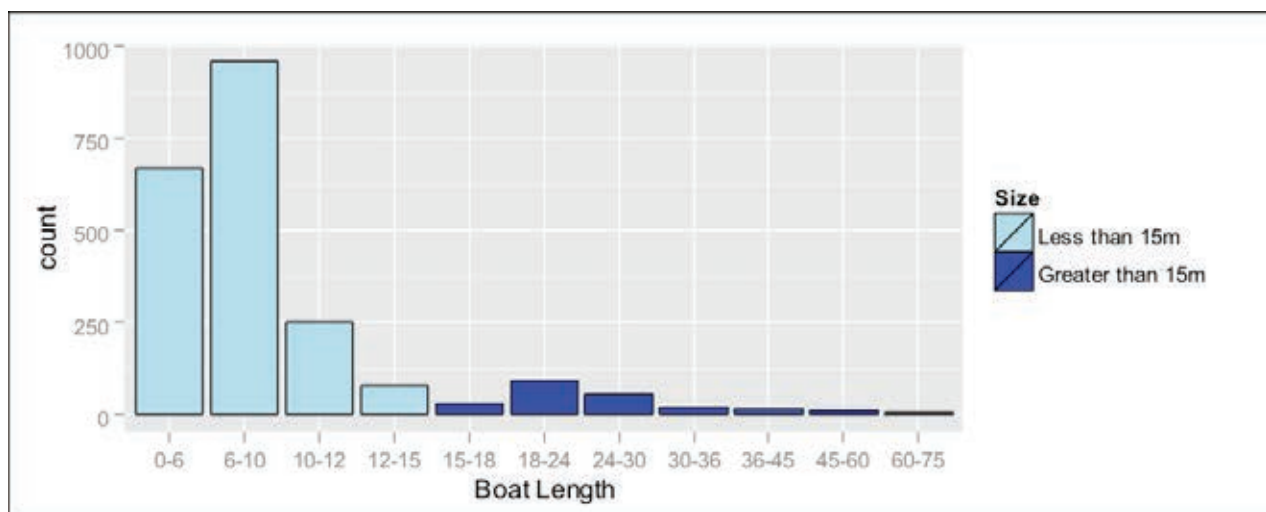 1000
750
500
250
0
count
0-6 6-10 10-12 12-15 15-18 18-24 24-30 30-36 36-45 45-60 60-75
Boat Length
Size
Less than 15m
Greater than 15m